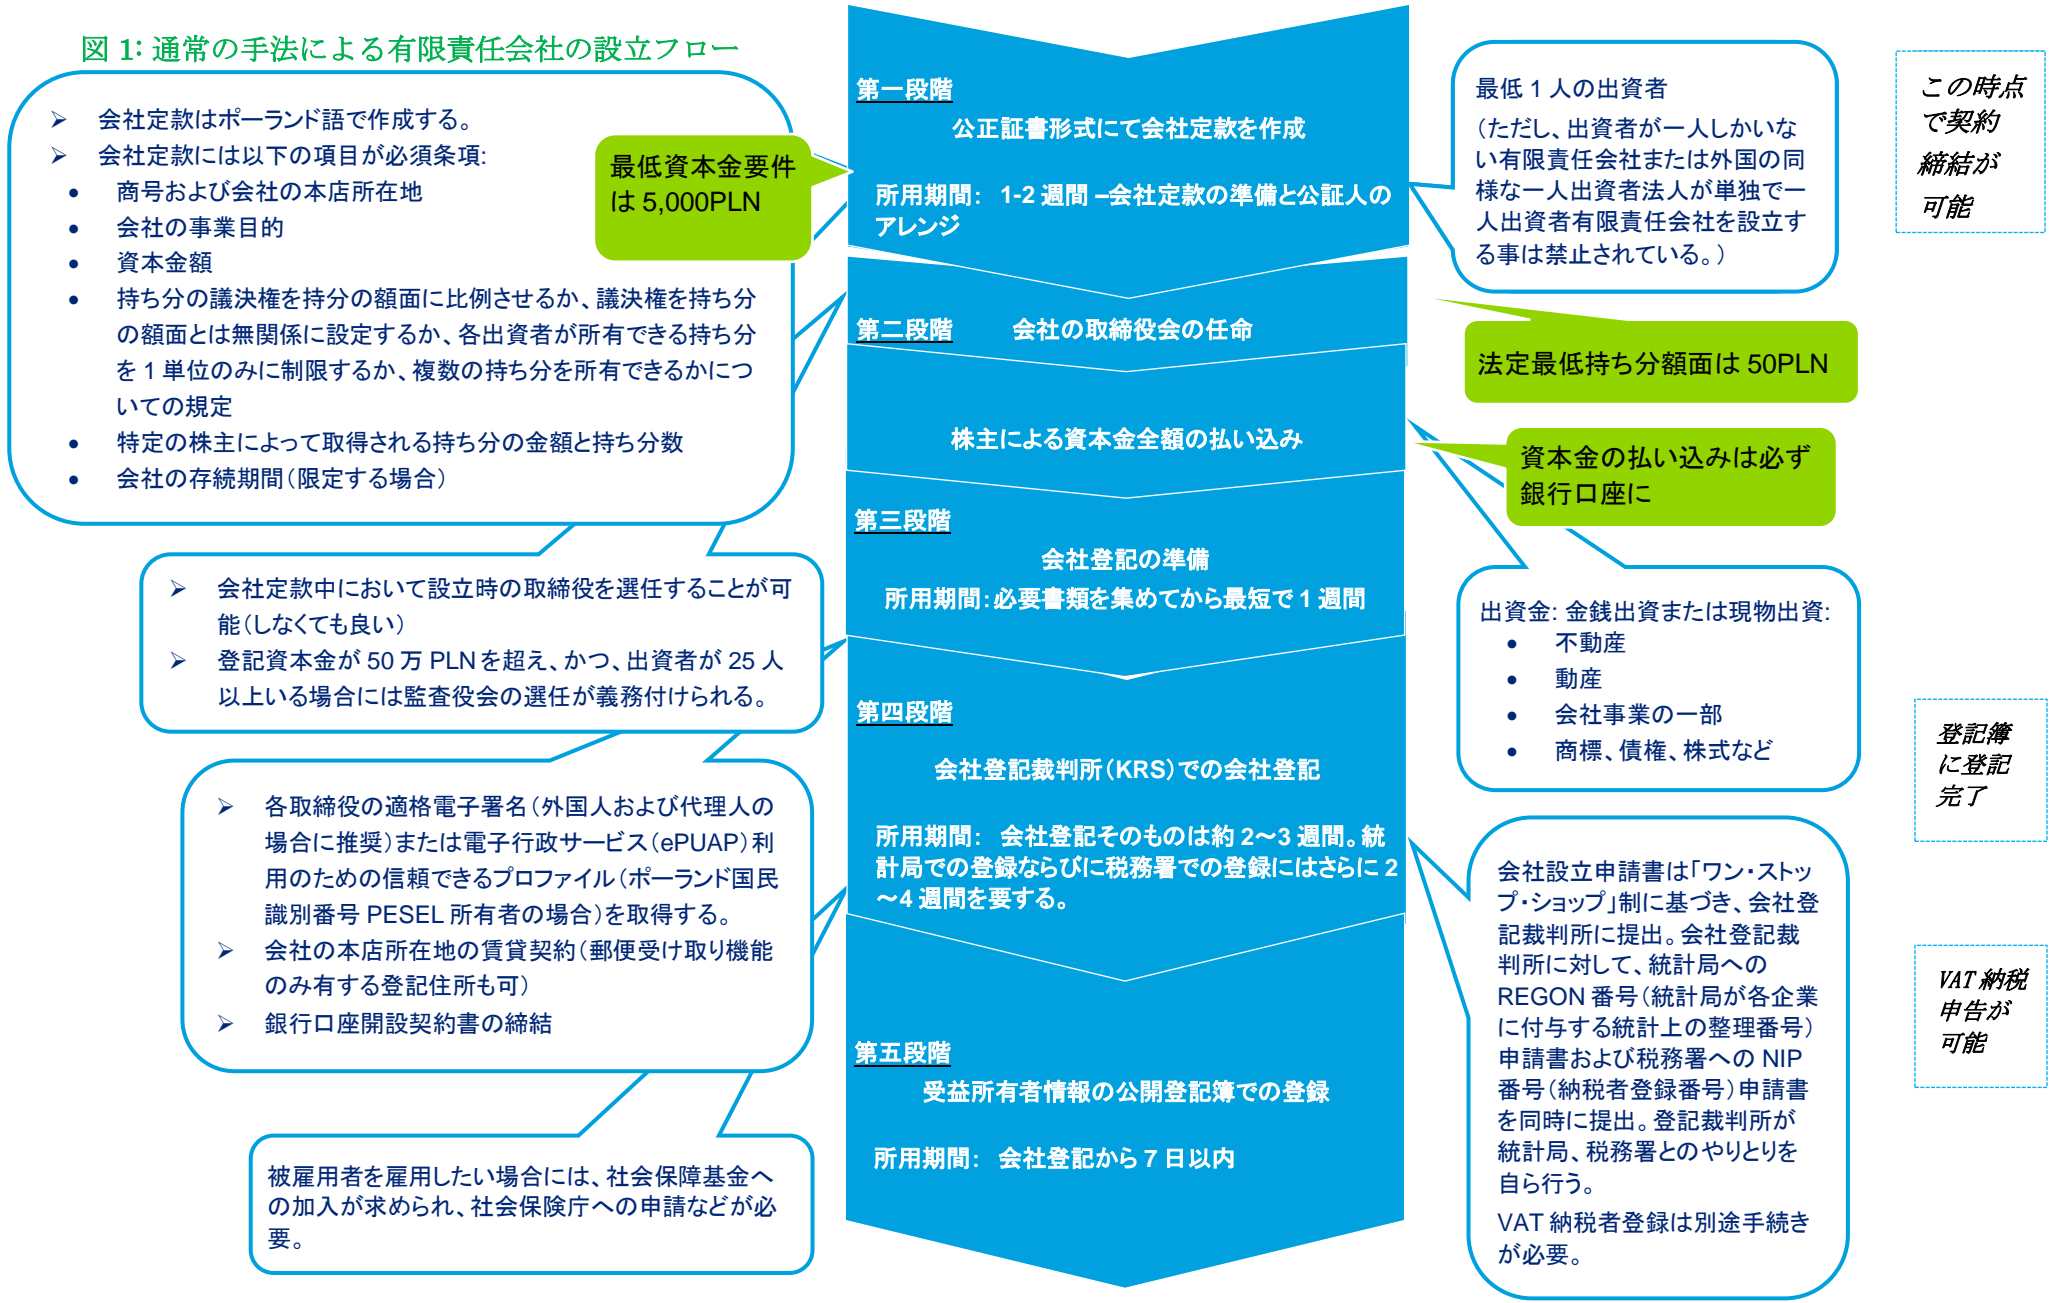 図 1: 通常の手法による有限責任会社の設立フロー
➢ 会社定款はポーランド語で作成する。
➢ 会社定款には以下の項目が必須条項:
• 商号および会社の本店所在地
• 会社の事業目的
• 資本金額
• 持ち分の議決権を持分の額面に比例させるか、議決権を持ち分
の額面とは無関係に設定するか、各出資者が所有できる持ち分
を 1 単位のみに制限するか、複数の持ち分を所有できるかにつ
いての規定
• 特定の株主によって取得される持ち分の金額と持ち分数
• 会社の存続期間(限定する場合)
最低資本金要件
は 5,000PLN
第一段階
公正証書形式にて会社定款を作成
所用期間: 1-2 週間 –会社定款の準備と公証人の
アレンジ
最低 1 人の出資者
(ただし、出資者が一人しかいな
い有限責任会社または外国の同
様な一人出資者法人が単独で一
人出資者有限責任会社を設立す
る事は禁止されている。)
この時点
で契約
締結が
可能
第二段階 会社の取締役会の任命
法定最低持ち分額面は 50PLN
株主による資本金全額の払い込み
資本金の払い込みは必ず
銀行口座に
➢ 会社定款中において設立時の取締役を選任することが可
能(しなくても良い)
➢ 登記資本金が 50 万 PLN を超え、かつ、出資者が 25 人
以上いる場合には監査役会の選任が義務付けられる。
第三段階
会社登記の準備
所用期間:必要書類を集めてから最短で 1 週間
出資金: 金銭出資または現物出資:
• 不動産
• 動産
• 会社事業の一部
• 商標、債権、株式など
➢ 各取締役の適格電子署名(外国人および代理人の
場合に推奨)または電子行政サービス(ePUAP)利
用のための信頼できるプロファイル(ポーランド国民
識別番号 PESEL 所有者の場合)を取得する。
➢ 会社の本店所在地の賃貸契約(郵便受け取り機能
のみ有する登記住所も可)
➢ 銀行口座開設契約書の締結
第四段階
会社登記裁判所(KRS)での会社登記
所用期間: 会社登記そのものは約 2~3 週間。統
計局での登録ならびに税務署での登録にはさらに 2
~4 週間を要する。
登記簿
に登記
完了
会社設立申請書は「ワン・ストッ
プ・ショップ」制に基づき、会社登
記裁判所に提出。会社登記裁
判所に対して、統計局への
REGON 番号(統計局が各企業
に付与する統計上の整理番号)
申請書および税務署への NIP
番号(納税者登録番号)申請書
を同時に提出。登記裁判所が
統計局、税務署とのやりとりを
自ら行う。
VAT 納税者登録は別途手続き
が必要。
VAT 納税
申告が
可能
第五段階
受益所有者情報の公開登記簿での登録
所用期間: 会社登記から 7 日以内
被雇用者を雇用したい場合には、社会保障基金へ
の加入が求められ、社会保険庁への申請などが必
要。